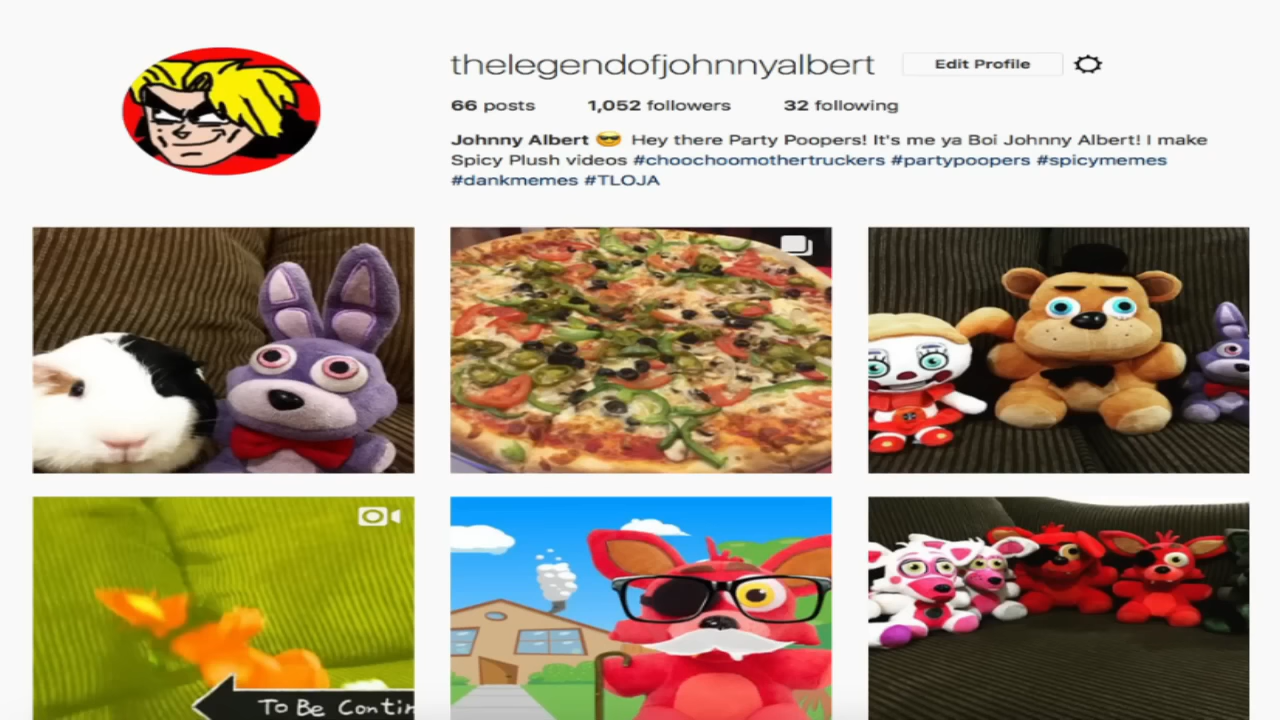 thelegendofjohnnyalbert Edit Profile
66 posts 1,052 followers 32 following
Johnny Albert 😎 Hey there Party Poopers! It's me ya Boi Johnny Albert! I make
Spicy Plush videos #choochoomothertruckers #partypoopers #spicymemes
#dankmemes #TLOJA
To Be Contin